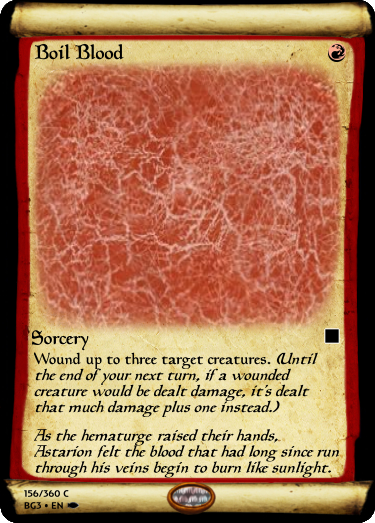 Boil Blood
Sorcery
Wound up to three target creatures. (Until
the end of your next turn, if a wounded
creature would be dealt damage, it's dealt
that much damage plus one instead.)
As the hematurge raised their hands,
Astarion felt the blood that had long since run
through his veins begin to burn like sunlight.
156/360 C
BG3 • EN